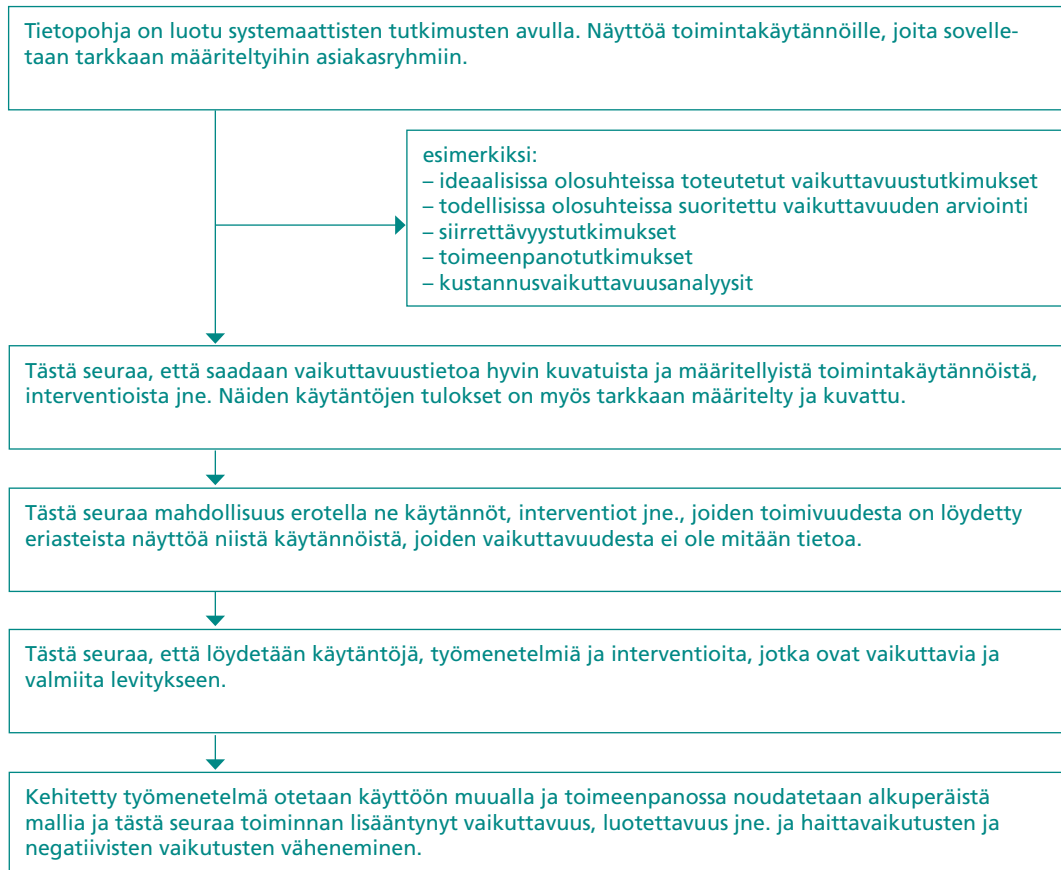 Tietopohja on luotu systemaattisten tutkimusten avulla. Näyttöä toimintakäytännöille, joita sovelle-
taan tarkkaan määriteltyihin asiakasryhmiin.
esimerkiksi:
– ideaalisissa olosuhteissa toteutetut vaikuttavuustutkimukset
– todellisissa olosuhteissa suoritettu vaikuttavuuden arviointi
– siirrettävyystutkimukset
– toimeenpanotutkimukset
– kustannusvaikuttavuusanalyysit
Tästä seuraa, että saadaan vaikuttavuustietoa hyvin kuvatuista ja määritellyistä toimintakäytännöistä,
interventioista jne. Näiden käytäntöjen tulokset on myös tarkkaan määritelty ja kuvattu.
Tästä seuraa mahdollisuus erotella ne käytännöt, interventiot jne., joiden toimivuudesta on löydetty
eriasteista näyttöä niistä käytännöistä, joiden vaikuttavuudesta ei ole mitään tietoa.
Tästä seuraa, että löydetään käytäntöjä, työmenetelmiä ja interventioita, jotka ovat vaikuttavia ja
valmiita levitykseen.
Kehitetty työmenetelmä otetaan käyttöön muualla ja toimeenpanossa noudatetaan alkuperäistä
mallia ja tästä seuraa toiminnan lisääntynyt vaikuttavuus, luotettavuus jne. ja haittavaikutusten ja
negatiivisten vaikutusten väheneminen.